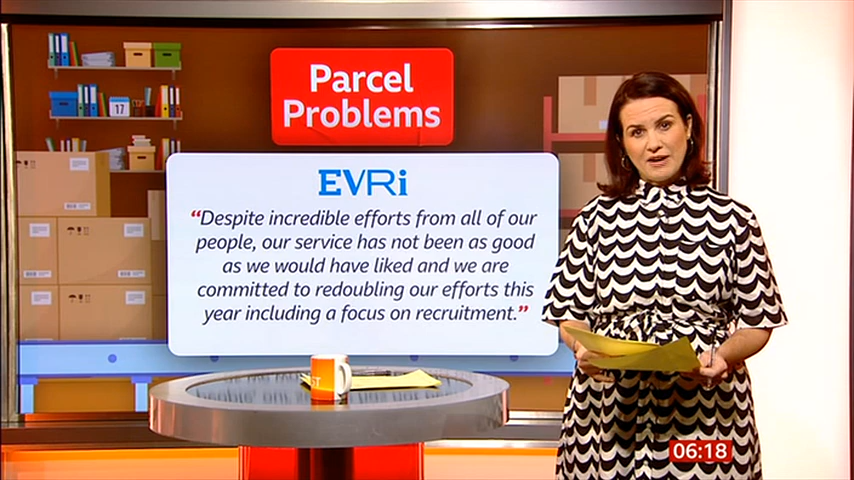 Parcel
Problems
EVRi
“Despite incredible efforts from all of our
people, our service has not been as good
as we would have liked and we are
committed to redoubling our efforts this
year including a focus on recruitment.”
17
06:18